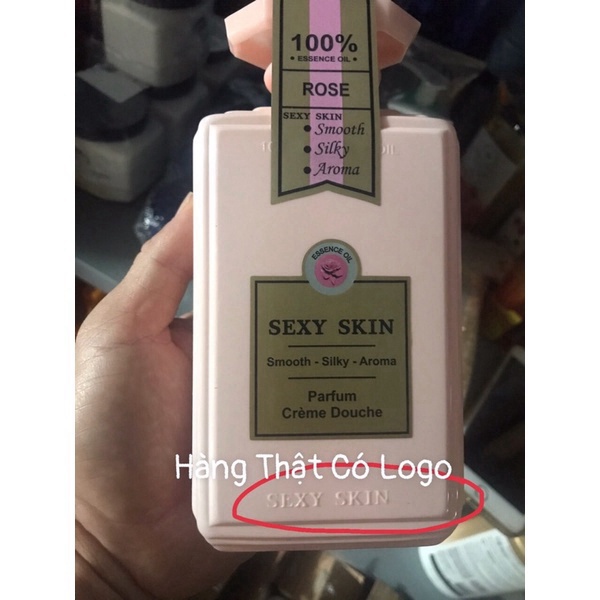 100%
• ESSENCE OIL •
ROSE
SEXY SKIN
• Smooth
• Silky
• Aroma
ESSENCE OIL
SEXY SKIN
Smooth - Silky - Aroma
Parfum
Crème Douche
Hàng Thật Có Logo
SEXY SKIN